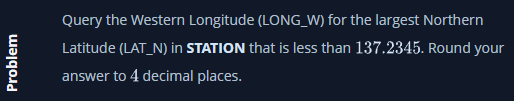 Problem
Query the Western Longitude (LONG_W) for the largest Northern
Latitude (LAT_N) in STATION that is less than 137.2345. Round your
answer to 4 decimal places.